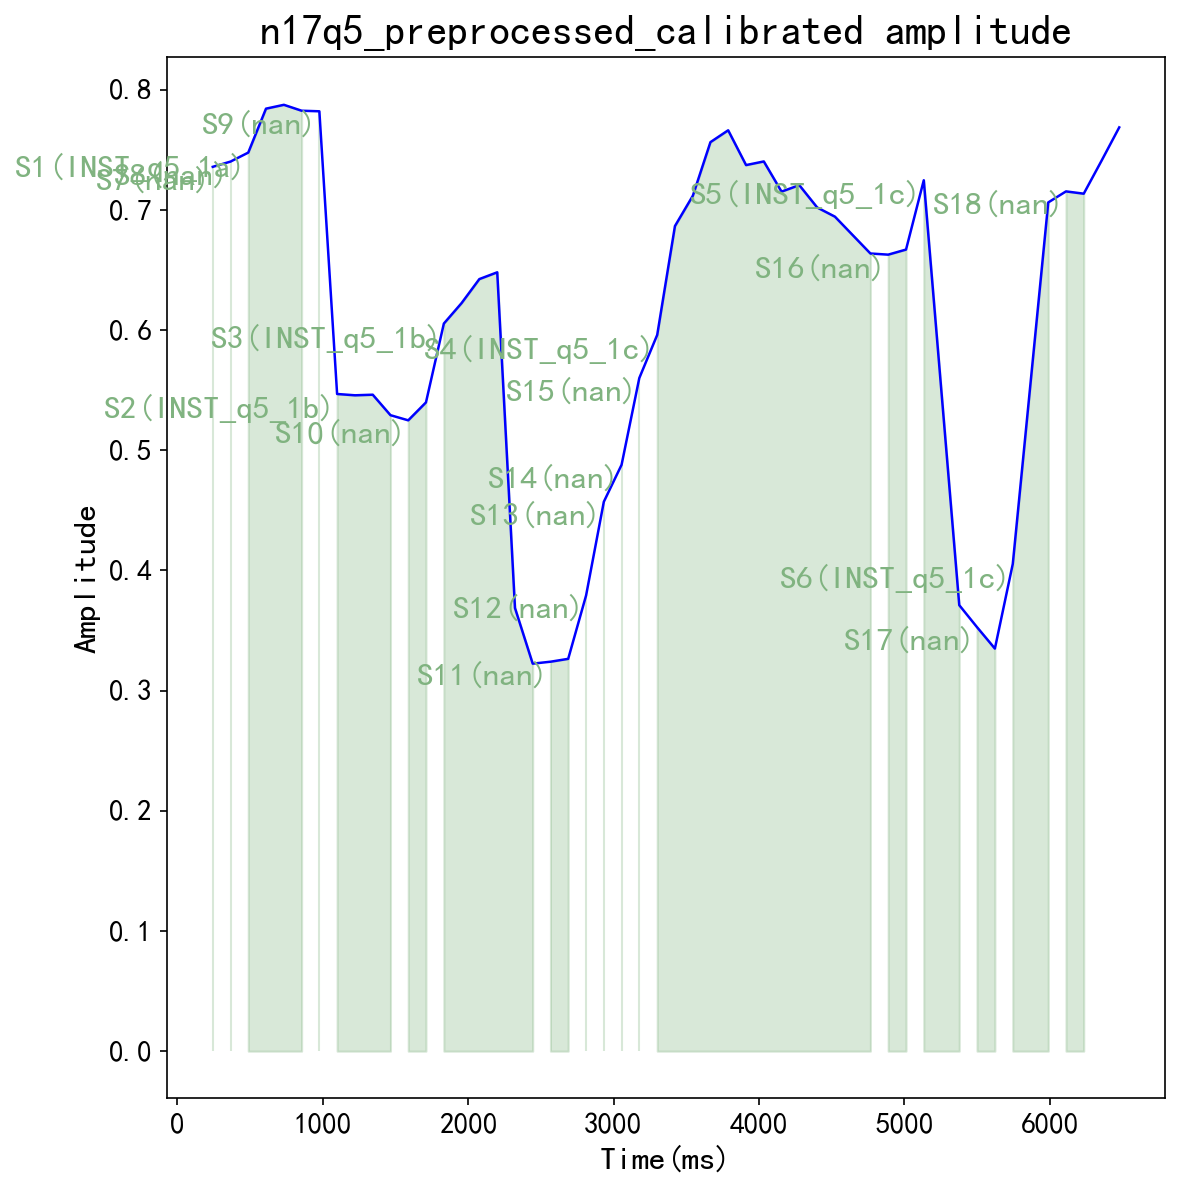 n17q5_preprocessed_calibrated amplitude
0.8
S9(nan)
S1(INST_q5_1a)
S7(nan)
0.7
S5(INST_q5_1c)
S18(nan)
S16(nan)
0.6
S3(INST_q5_1b)
S4(INST_q5_1c)
S15(nan)
S2(INST_q5_1b)
S10(nan)
0.5
S14(nan)
S13(nan)
Amplitude
0.4
S6(INST_q5_1c)
S12(nan)
S17(nan)
0.3
S11(nan)
0.2
0.1
0.0
0 1000 2000 3000 4000 5000 6000
Time(ms)